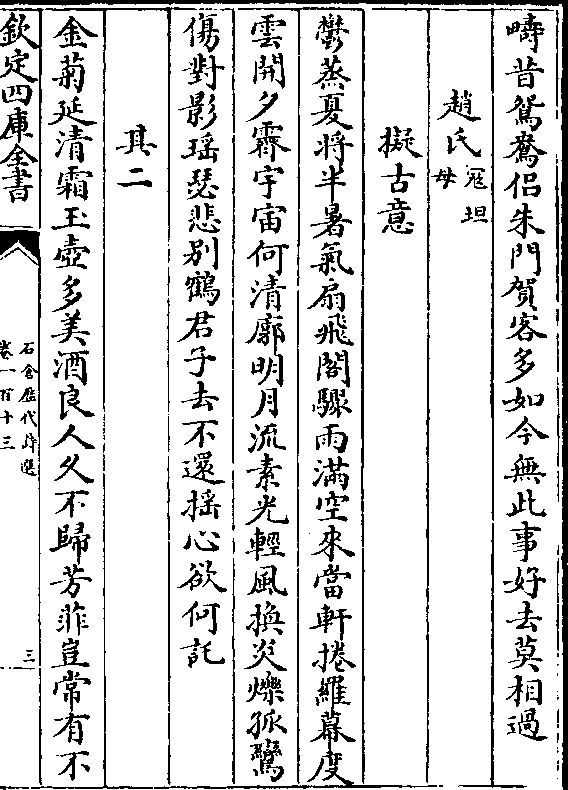 疇昔鴛鴦侶朱門賀客多如今無此事好去莫相過
趙氏寇坦母
擬古意
鬱蒸夏將半暑氣扇飛閣驟雨滿空來當軒捲羅幕度
雲開夕霽宇宙何清廓明月流素光輕風換炎爍孤鸞
傷對影瑤瑟悲別鶴君子去不還揺心欲何託
其二
金菊延清霜玉壺多美酒良人久不歸芳菲豈常有不
欽定四庫全書
石倉歷代詩選
卷一百十三
三